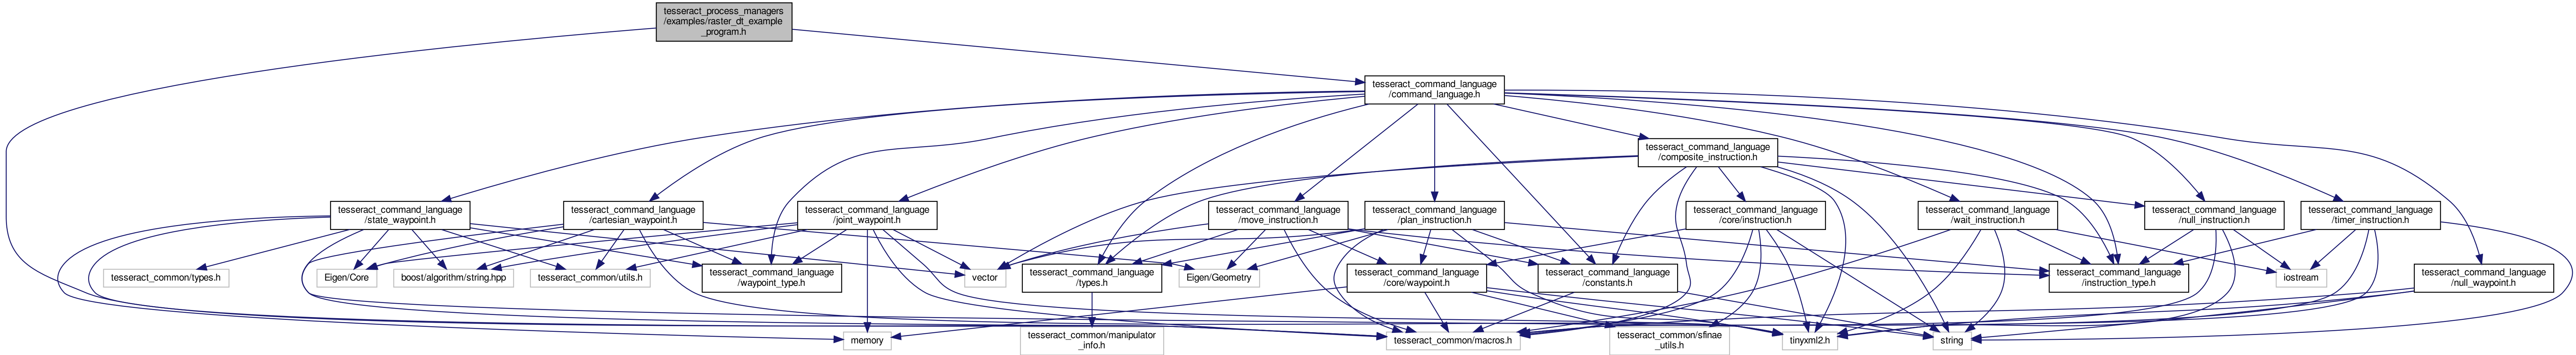 tesseract_process_managers
/examples/raster_dt_example
_program.h
tesseract_command_language
/command_language.h
tesseract_command_language
/composite_instruction.h
tesseract_command_language
/state_waypoint.h
tesseract_command_language
/cartesian_waypoint.h
tesseract_command_language
/joint_waypoint.h
tesseract_command_language
/move_instruction.h
tesseract_command_language
/plan_instruction.h
tesseract_command_language
/core/instruction.h
tesseract_command_language
/wait_instruction.h
tesseract_command_language
/null_instruction.h
tesseract_command_language
/timer_instruction.h
tesseract_common/types.h
Eigen/Core
boost/algorithm/string.hpp
tesseract_common/utils.h
tesseract_command_language
/waypoint_type.h
vector
tesseract_command_language
/types.h
Eigen/Geometry
tesseract_command_language
/core/waypoint.h
tesseract_command_language
/constants.h
tesseract_command_language
/instruction_type.h
iostream
tesseract_command_language
/null_waypoint.h
memory
tesseract_common/manipulator
_info.h
tesseract_common/macros.h
tesseract_common/sfinae
_utils.h
tinyxml2.h
string